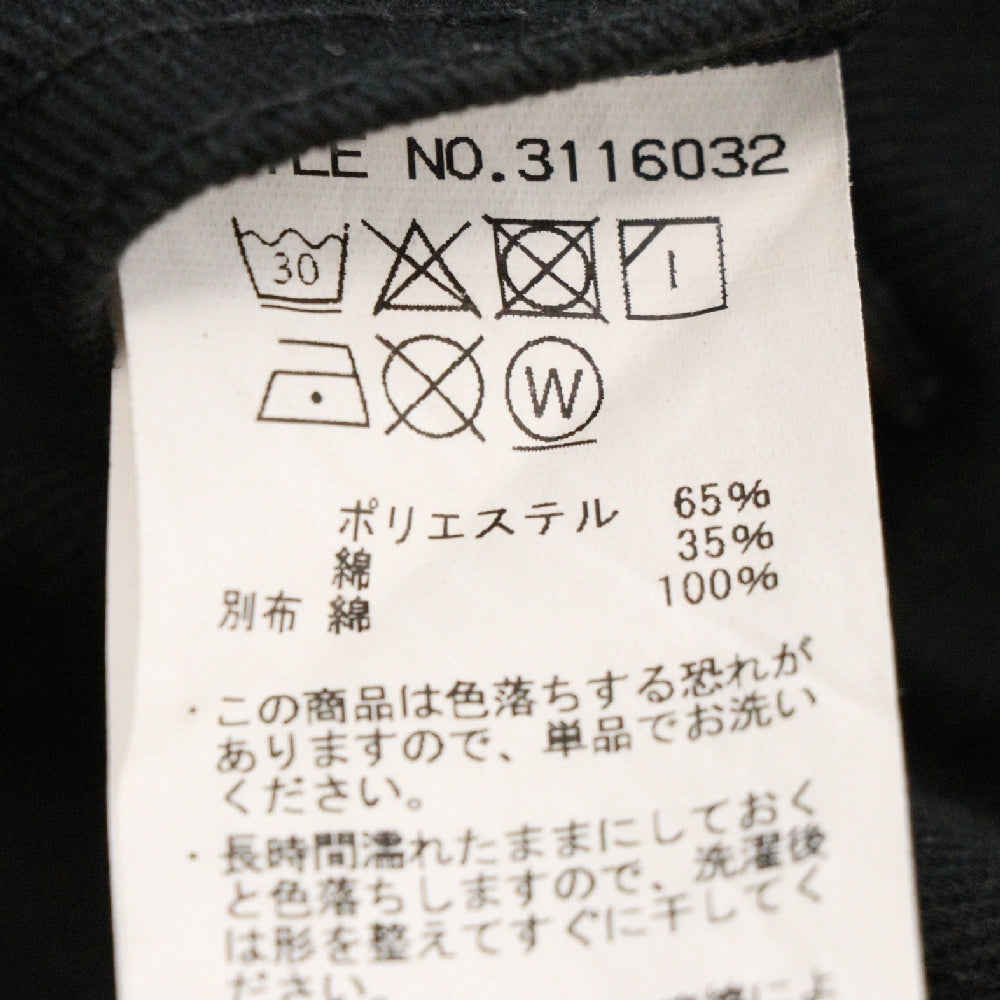 NO.3116032
30
W
ポリエステル 65%
綿 35%
別布 綿 100%
・この商品は色落ちする恐れが
ありますので、単品でお洗い
ください。
・長時間濡れたままにしておく
と色落ちしますので、洗濯後
は形を整えてすぐに干してく
ださい。